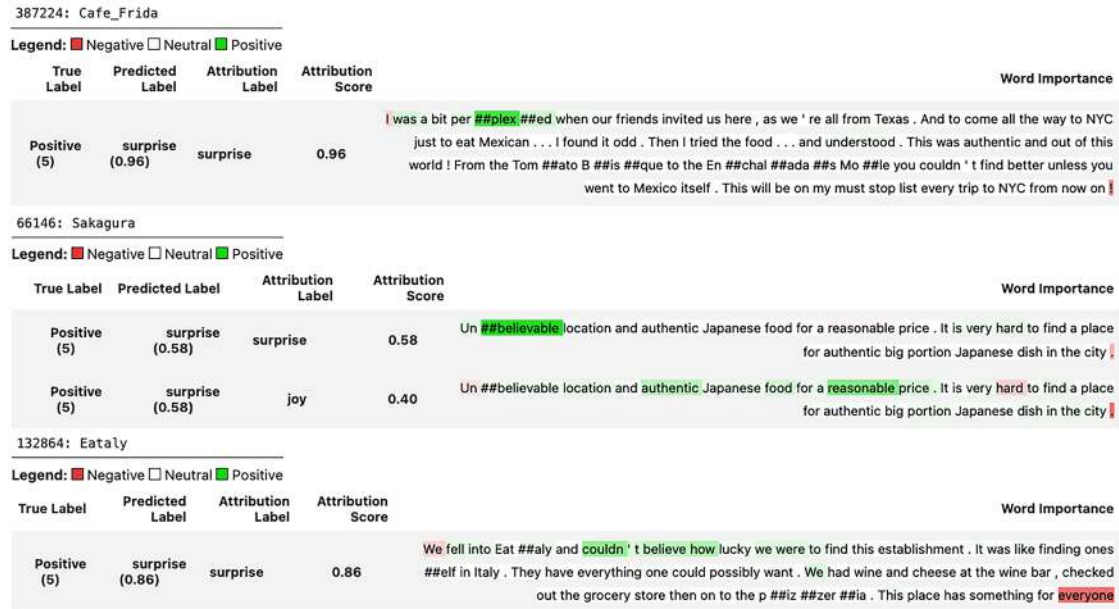 387224: Cafe_Frida
Legend: Negative Neutral Positive
True Label Predicted Label Attribution Label Attribution Score Word Importance
Positive (5) surprise (0.96) surprise 0.96
I was a bit per ##plex ##ed when our friends invited us here , as we ' re all from Texas . And to come all the way to NYC
just to eat Mexican . . . I found it odd . Then I tried the food . . . and understood . This was authentic and out of this
world ! From the Tom ##ato B ##is ##que to the En ##chal ##ada ##s Mo ##le you couldn ' t find better unless you
went to Mexico itself . This will be on my must stop list every trip to NYC from now on !
66146: Sakagura
Legend: Negative Neutral Positive
True Label Predicted Label Attribution Label Attribution Score Word Importance
Positive (5) surprise (0.58) surprise 0.58
Un ##believable location and authentic Japanese food for a reasonable price . It is very hard to find a place
for authentic big portion Japanese dish in the city .
Positive (5) surprise (0.58) joy 0.40
Un ##believable location and authentic Japanese food for a reasonable price . It is very hard to find a place
for authentic big portion Japanese dish in the city .
132864: Eataly
Legend: Negative Neutral Positive
True Label Predicted Label Attribution Label Attribution Score Word Importance
Positive (5) surprise (0.86) surprise 0.86
We fell into Eat ##aly and couldn ' t believe how lucky we were to find this establishment . It was like finding ones
##elf in Italy . They have everything one could possibly want . We had wine and cheese at the wine bar , checked
out the grocery store then on to the p ##iz ##zer ##ia . This place has something for everyone